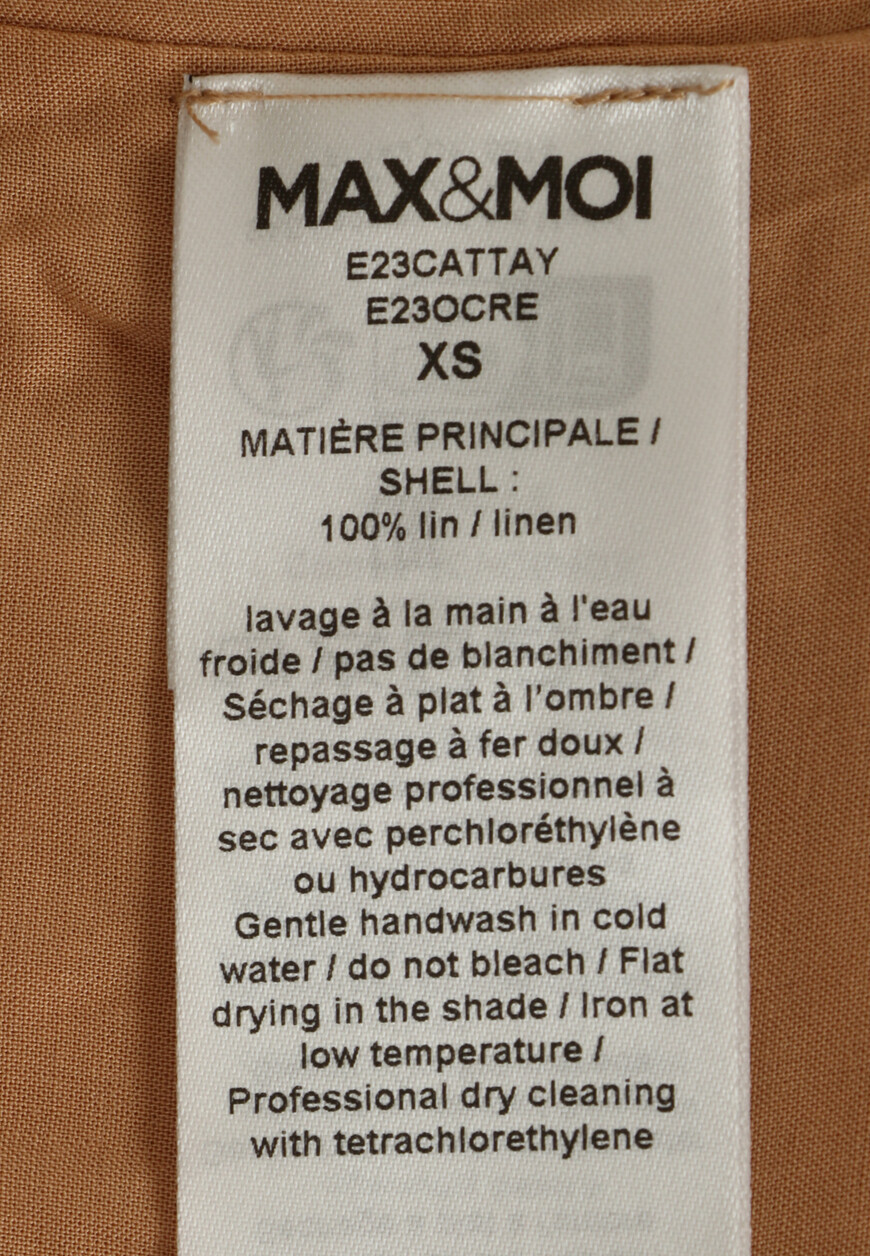 MAX&MOI
E23CATTAY
E23OCRE
XS
MATIÈRE PRINCIPALE /
SHELL :
100% lin / linen
lavage à la main à l'eau
froide / pas de blanchiment /
Séchage à plat à l'ombre /
repassage à fer doux /
nettoyage professionnel à
sec avec perchloréthylène
ou hydrocarbures
Gentle handwash in cold
water / do not bleach / Flat
drying in the shade / Iron at
low temperature /
Professional dry cleaning
with tetrachlorethylene